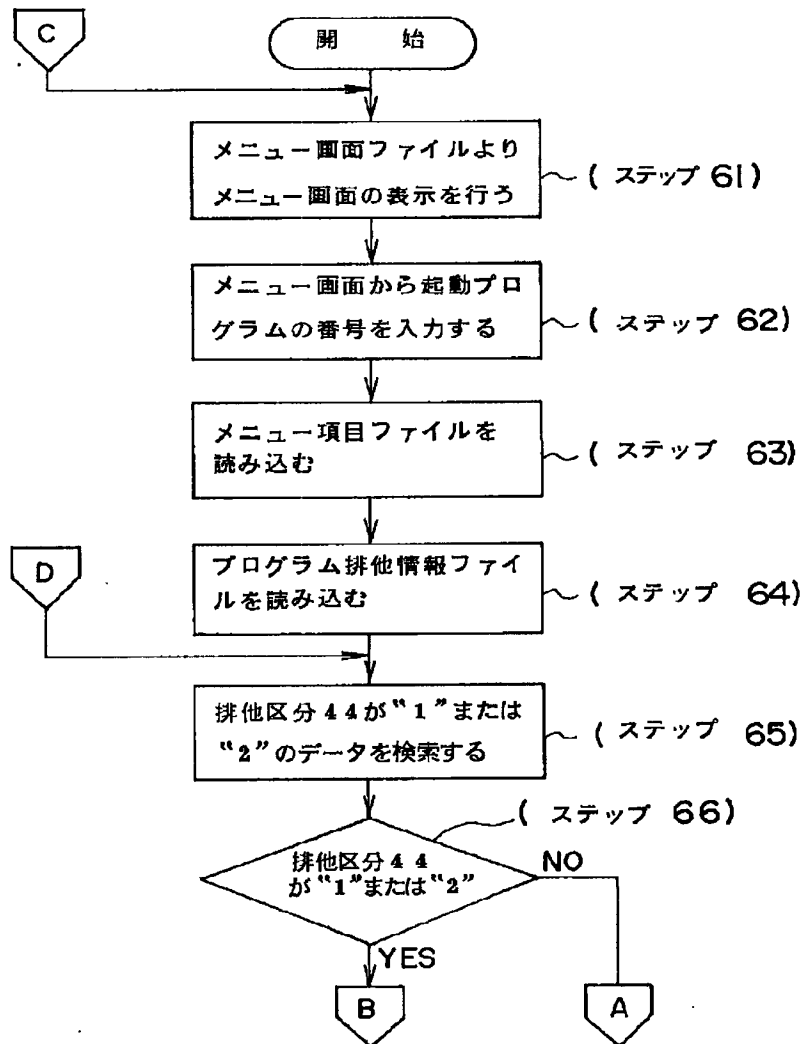 C
開 始
メニュー画面ファイルより
メニュー画面の表示を行う
( ステップ 61)
メニュー画面から起動プロ
グラムの番号を入力する
( ステップ 62)
メニュー項目ファイルを
読み込む
( ステップ 63)
D
プログラム排他情報ファイ
ルを読み込む
( ステップ 64)
排他区分44が“1”または
“2”のデータを検索する
( ステップ 65)
( ステップ 66)
排他区分44
が“1”または“2”
NO
YES
B
A